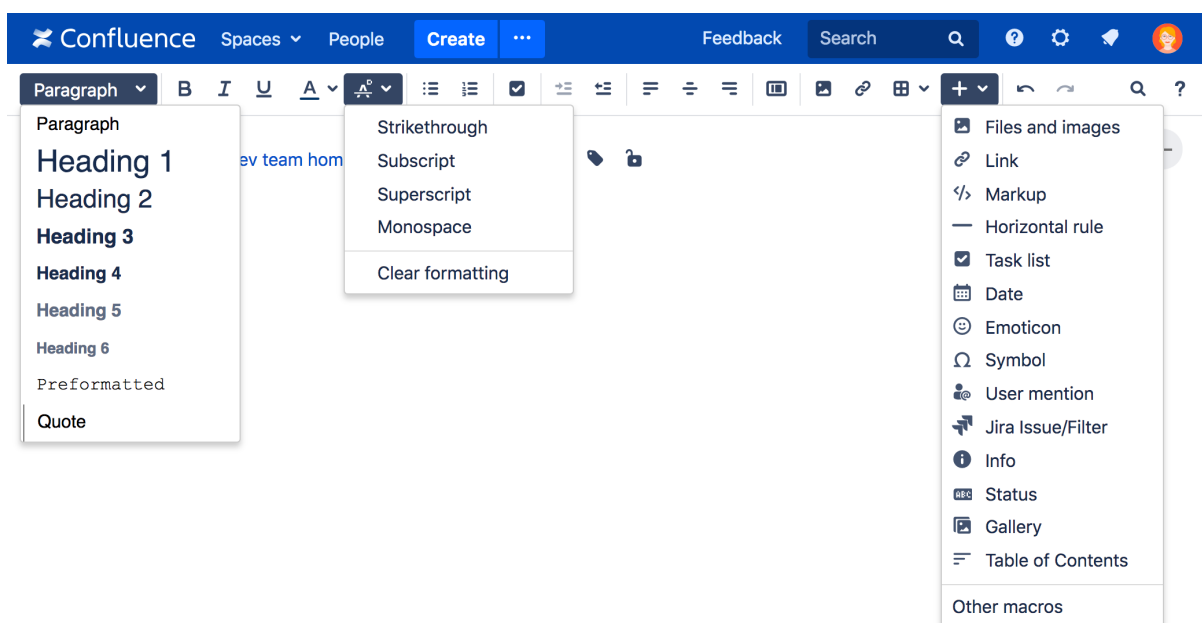 Confluence Spaces People Create ··· Feedback Search
Paragraph B I U A
Paragraph
Heading 1
Heading 2
Heading 3
Heading 4
Heading 5
Heading 6
Preformatted
Quote
ev team hom
Strikethrough
Subscript
Superscript
Monospace
Clear formatting
Files and images
Link
Markup
Horizontal rule
Task list
Date
Emoticon
Symbol
User mention
Jira Issue/Filter
Info
ABC Status
Gallery
Table of Contents
Other macros